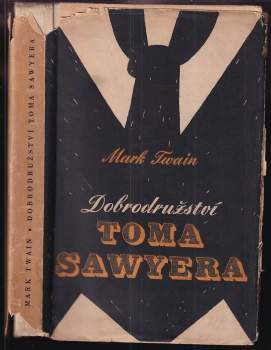 MARK TWAIN • DOBRODRUŽSTVÍ TOMA SAWYERA
Mark Twain
Dobrodružství
TOMA
SAWYERA